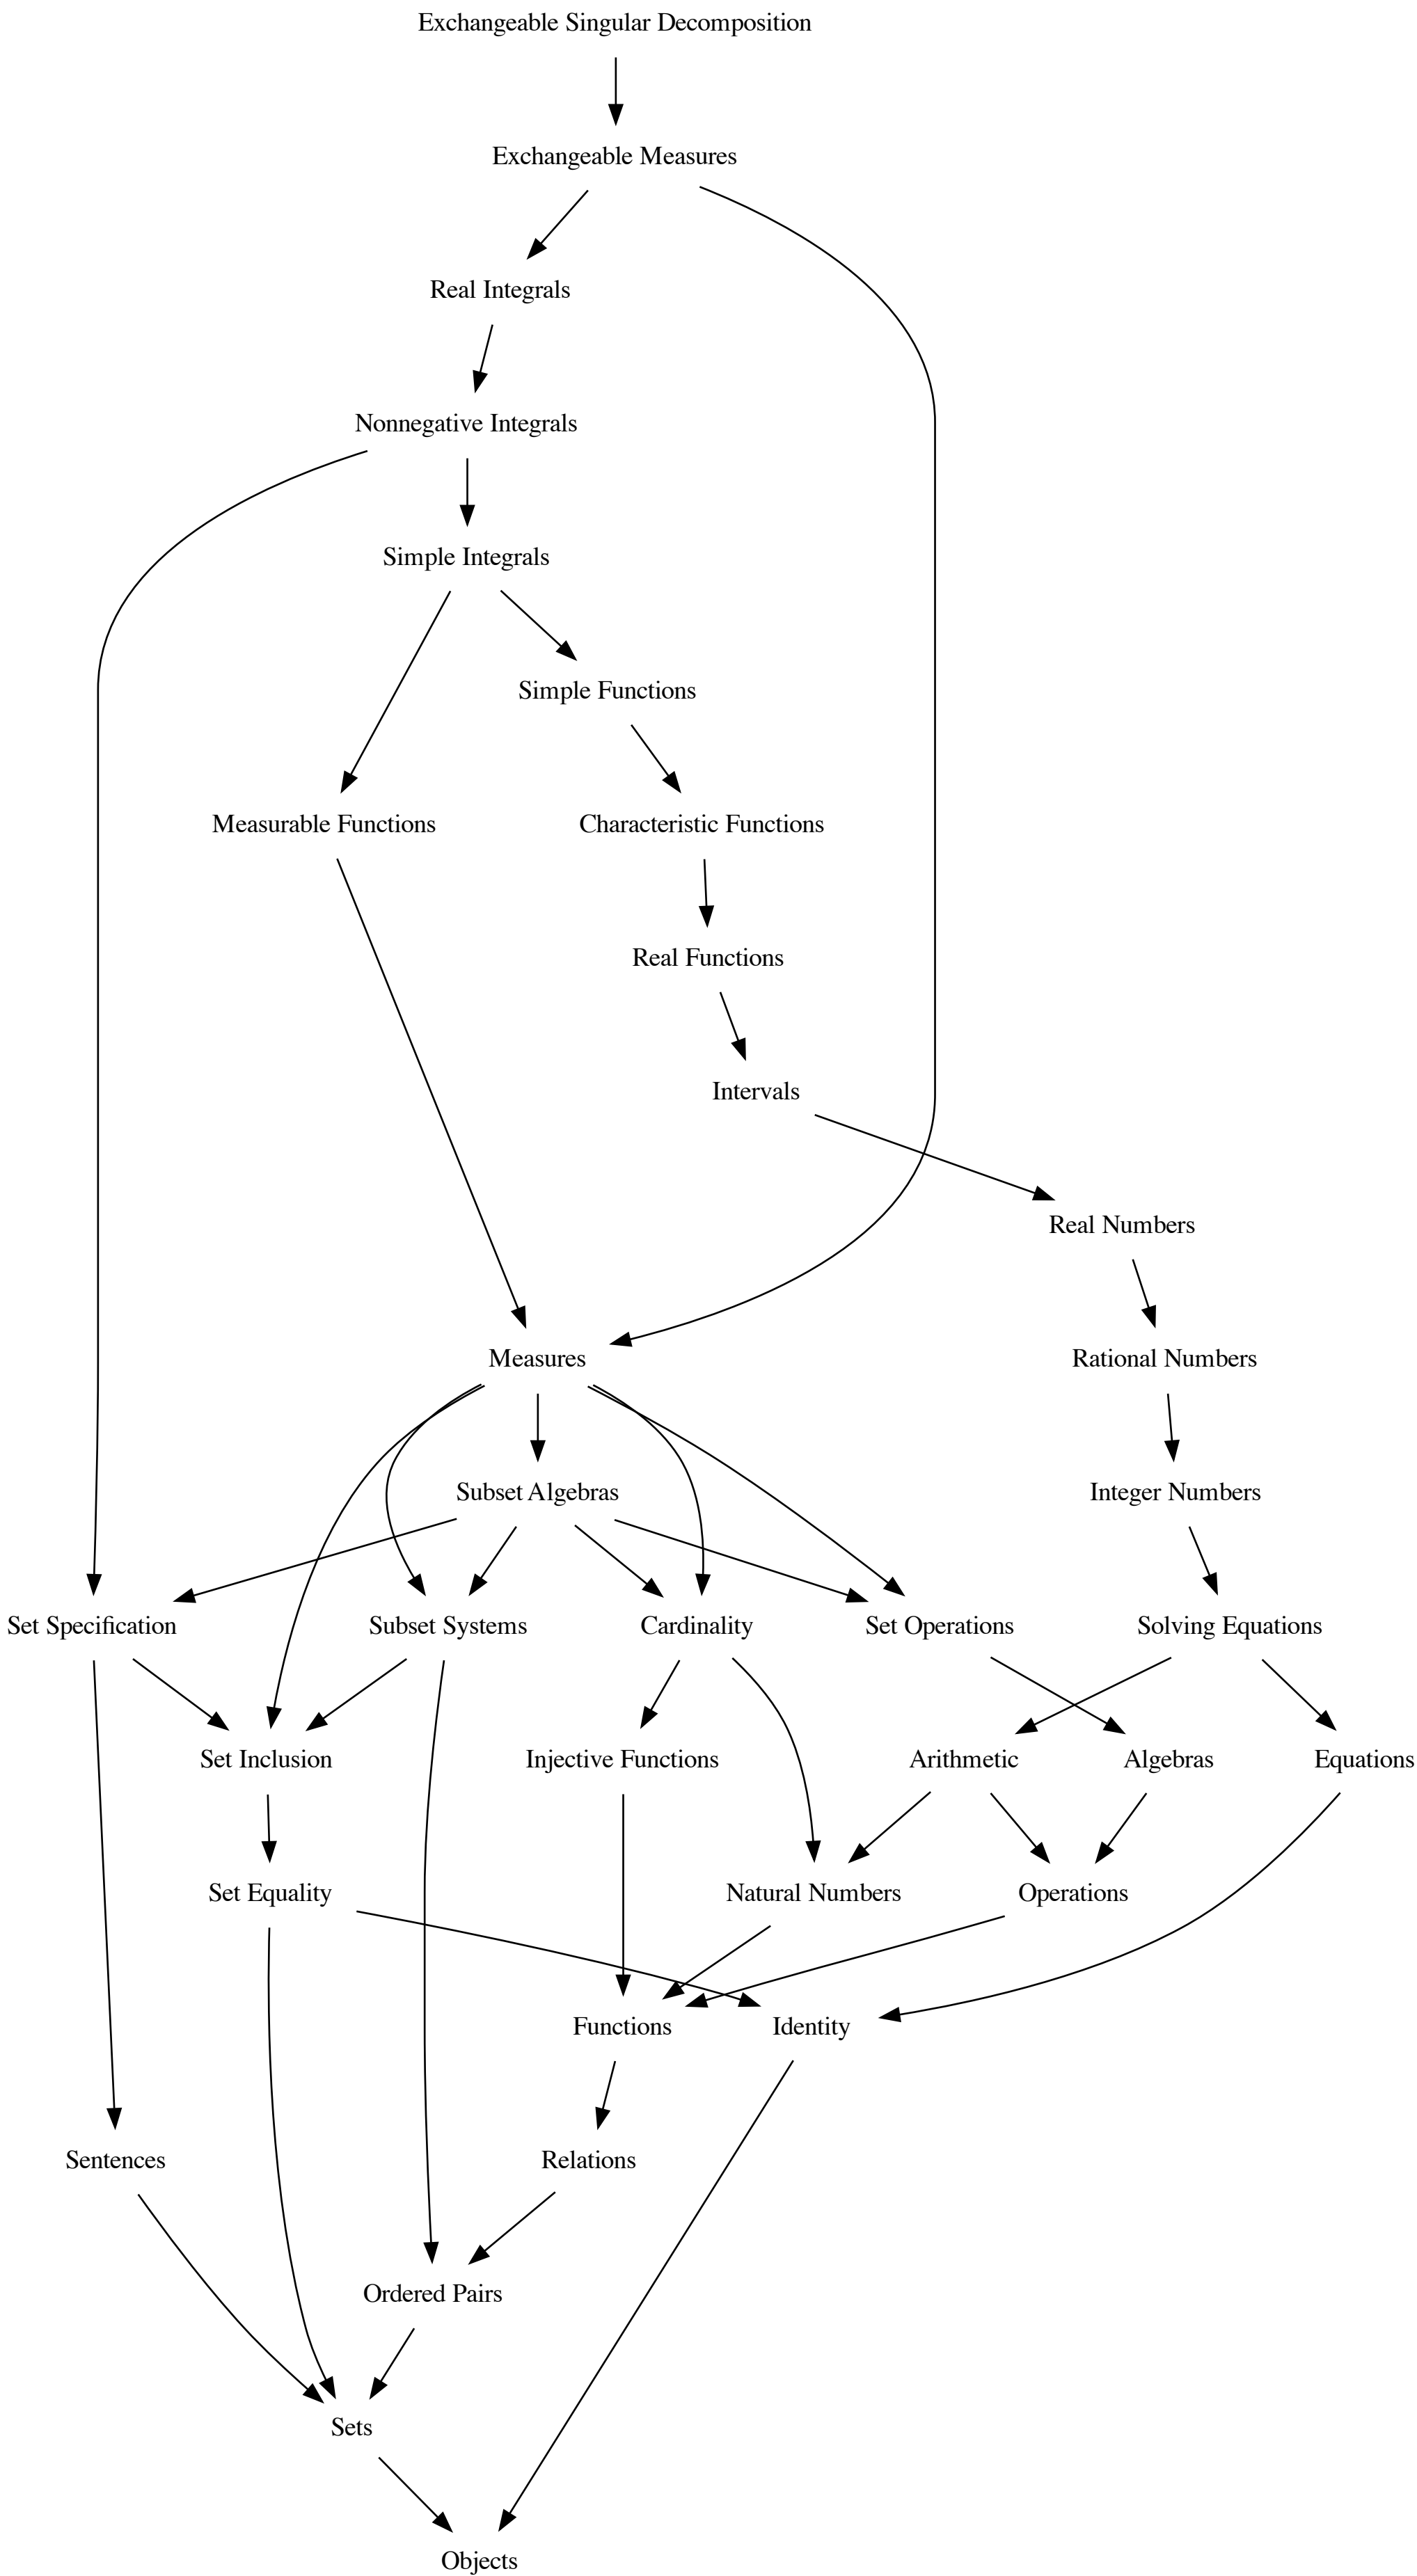 Exchangeable Singular Decomposition
Exchangeable Measures
Real Integrals
Nonnegative Integrals
Simple Integrals
Simple Functions
Measurable Functions
Characteristic Functions
Real Functions
Intervals
Real Numbers
Measures
Rational Numbers
Subset Algebras
Integer Numbers
Set Specification
Subset Systems
Cardinality
Set Operations
Solving Equations
Set Inclusion
Injective Functions
Arithmetic
Algebras
Equations
Set Equality
Natural Numbers
Operations
Functions
Identity
Sentences
Relations
Ordered Pairs
Sets
Objects